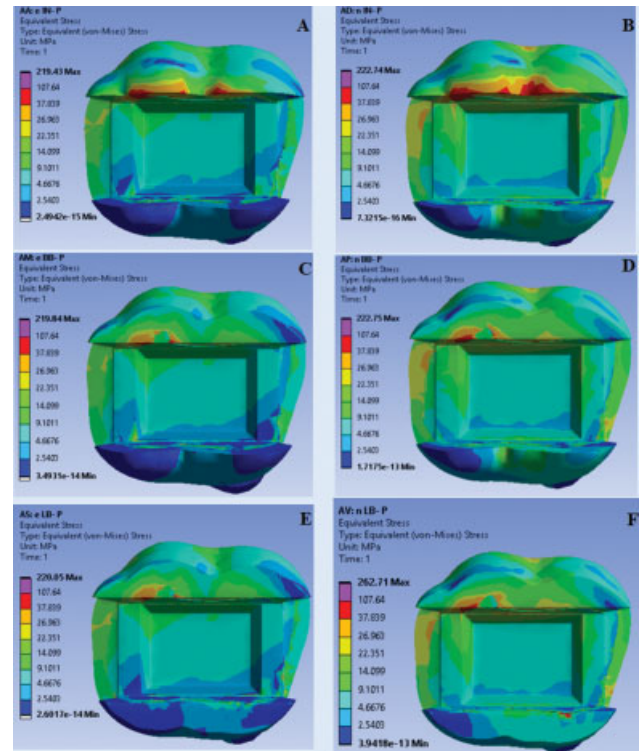 AA: e IN- P
Equivalent Stress
Type: Equivalent (von-Mises) Stress
Unit: MPa
Time: 1
A
219.43 Max
107.64
37.839
26.963
22.351
14.099
9.1011
4.6676
2.5403
2.4942e-15 Min
AD: n IN- P
Equivalent Stress
Type: Equivalent (von-Mises) Stress
Unit: MPa
Time: 1
B
222.74 Max
107.64
37.839
26.963
22.351
14.099
9.1011
4.6676
2.5403
7.3215e-16 Min
AM: e BB- P
Equivalent Stress
Type: Equivalent (von-Mises) Stress
Unit: MPa
Time: 1
C
219.84 Max
107.64
37.839
26.963
22.351
14.099
9.1011
4.6676
2.5403
3.4931e-14 Min
AP: n BB- P
Equivalent Stress
Type: Equivalent (von-Mises) Stress
Unit: MPa
Time: 1
D
222.75 Max
107.64
37.839
26.963
22.351
14.099
9.1011
4.6676
2.5403
1.7175e-13 Min
AS: e LB- P
Equivalent Stress
Type: Equivalent (von-Mises) Stress
Unit: MPa
Time: 1
E
220.05 Max
107.64
37.839
26.963
22.351
14.099
9.1011
4.6676
2.5403
2.6017e-14 Min
AV: n LB- P
Equivalent Stress
Type: Equivalent (von-Mises) Stress
Unit: MPa
Time: 1
F
262.71 Max
107.64
37.839
26.963
22.351
14.099
9.1011
4.6676
2.5403
3.9418e-13 Min